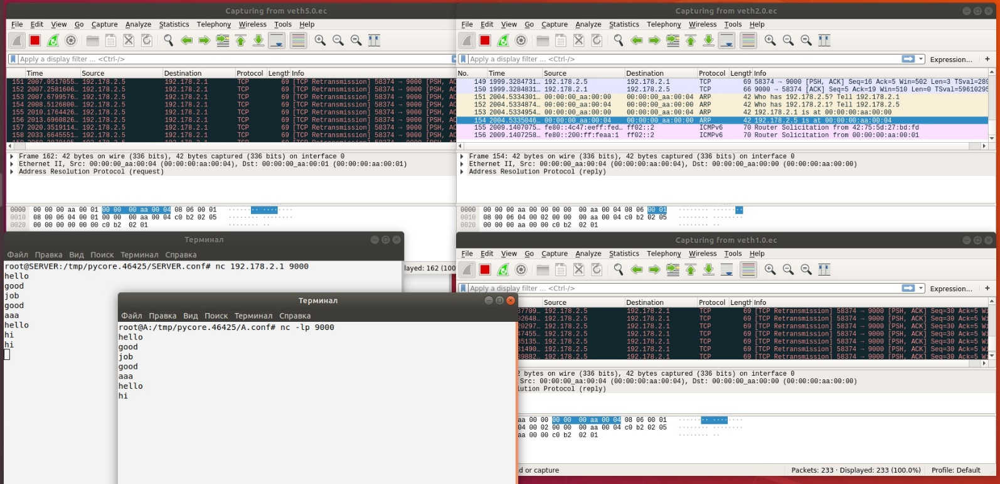 Capturing from veth5.0.ec
File Edit View Go Capture Analyze Statistics Telephony Wireless Tools Help
Apply a display filter ... <Ctrl-/>
Time Source Destination Protocol Length Info
151 2007.0517055… 192.178.2.5 192.178.2.1 TCP 69 [TCP Retransmission] 58374 → 9000 [PSH, AC
152 2007.2581606… 192.178.2.5 192.178.2.1 TCP 69 [TCP Retransmission] 58374 → 9000 [PSH, AC
153 2007.6799576… 192.178.2.5 192.178.2.1 TCP 69 [TCP Retransmission] 58374 → 9000 [PSH, AC
154 2008.5126800… 192.178.2.5 192.178.2.1 TCP 69 [TCP Retransmission] 58374 → 9000 [PSH, AC
155 2010.1764426… 192.178.2.5 192.178.2.1 TCP 69 [TCP Retransmission] 58374 → 9000 [PSH, AC
156 2013.6960826… 192.178.2.5 192.178.2.1 TCP 69 [TCP Retransmission] 58374 → 9000 [PSH, AC
157 2020.3519114… 192.178.2.5 192.178.2.1 TCP 69 [TCP Retransmission] 58374 → 9000 [PSH, AC
158 2033.6645551… 192.178.2.5 192.178.2.1 TCP 69 [TCP Retransmission] 58374 → 9000 [PSH, AC
Frame 162: 42 bytes on wire (336 bits), 42 bytes captured (336 bits) on interface 0
Ethernet II, Src: 00:00:00_aa:00:04 (00:00:00:aa:00:04), Dst: 00:00:00_aa:00:01 (00:00:00:aa:00:01)
Address Resolution Protocol (request)
0000 00 00 00 aa 00 01 00 00 00 aa 00 04 08 06 00 01
0010 08 00 06 04 00 01 00 00 00 aa 00 04 c0 b2 02 05
0020 00 00 00 00 00 00 c0 b2 02 01
layed: 162 (100
Capturing from veth2.0.ec
File Edit View Go Capture Analyze Statistics Telephony Wireless Tools Help
Apply a display filter ... <Ctrl-/> Expression… +
No. Time Source Destination Protocol Length Info
149 1999.3284731… 192.178.2.5 192.178.2.1 TCP 69 58374 → 9000 [PSH, ACK] Seq=16 Ack=5 Win=502 Len=3 TSval=289
150 1999.3284831… 192.178.2.1 192.178.2.5 TCP 66 9000 → 58374 [ACK] Seq=5 Ack=19 Win=510 Len=0 TSval=59610295
151 2004.5334301… 00:00:00_aa:00:00 00:00:00_aa:00:04 ARP 42 Who has 192.178.2.5? Tell 192.178.2.1
152 2004.5334874… 00:00:00_aa:00:04 00:00:00_aa:00:00 ARP 42 Who has 192.178.2.1? Tell 192.178.2.5
153 2004.5334954… 00:00:00_aa:00:00 00:00:00_aa:00:04 ARP 42 192.178.2.1 is at 00:00:00:aa:00:00
154 2004.5335046… 00:00:00_aa:00:04 00:00:00_aa:00:00 ARP 42 192.178.2.5 is at 00:00:00:aa:00:04
155 2009.1407075… fe80::4c47:eeff:fed… ff02::2 ICMPv6 70 Router Solicitation from 42:75:5d:27:bd:fd
156 2009.1407258… fe80::200:ff:feaa:1 ff02::2 ICMPv6 70 Router Solicitation from 00:00:00:aa:00:01
Frame 154: 42 bytes on wire (336 bits), 42 bytes captured (336 bits) on interface 0
Ethernet II, Src: 00:00:00_aa:00:04 (00:00:00:aa:00:04), Dst: 00:00:00_aa:00:00 (00:00:00:aa:00:00)
Address Resolution Protocol (reply)
0000 00 00 00 aa 00 00 00 00 00 aa 00 04 08 06 00 01
0010 08 00 06 04 00 02 00 00 00 aa 00 04 c0 b2 02 05
0020 00 00 00 aa 00 00 c0 b2 02 01
Терминал
Файл Правка Вид Поиск Терминал Справка
root@SERVER:/tmp/pycore.46425/SERVER.conf# nc 192.178.2.1 9000
hello
good
job
good
aaa
hello
hi
hi
Терминал
Файл Правка Вид Поиск Терминал Справка
root@A:/tmp/pycore.46425/A.conf# nc -lp 9000
hello
good
job
good
aaa
hello
hi
Capturing from veth1.0.ec
File Edit View Go Capture Analyze Statistics Telephony Wireless Tools Help
Apply a display filter ... <Ctrl-/> Expression… +
Source Destination Protocol Length Info
37709… 192.178.2.5 192.178.2.1 TCP 69 [TCP Retransmission] 58374 → 9000 [PSH, ACK] Seq=30 Ack=5 Wi
02648… 192.178.2.5 192.178.2.1 TCP 69 [TCP Retransmission] 58374 → 9000 [PSH, ACK] Seq=30 Ack=5 Wi
20297… 192.178.2.5 192.178.2.1 TCP 69 [TCP Retransmission] 58374 → 9000 [PSH, ACK] Seq=30 Ack=5 Wi
47455… 192.178.2.5 192.178.2.1 TCP 69 [TCP Retransmission] 58374 → 9000 [PSH, ACK] Seq=30 Ack=5 Wi
35135… 192.178.2.5 192.178.2.1 TCP 69 [TCP Retransmission] 58374 → 9000 [PSH, ACK] Seq=30 Ack=5 Wi
31490… 192.178.2.5 192.178.2.1 TCP 69 [TCP Retransmission] 58374 → 9000 [PSH, ACK] Seq=30 Ack=5 Wi
39882… 192.178.2.5 192.178.2.1 TCP 69 [TCP Retransmission] 58374 → 9000 [PSH, ACK] Seq=30 Ack=5 Wi
2 bytes on wire (336 bits), 42 bytes captured (336 bits) on interface 0
Src: 00:00:00_aa:00:04 (00:00:00:aa:00:04), Dst: 00:00:00_aa:00:00 (00:00:00:aa:00:00)
lution Protocol (reply)
aa 00 00 00 00 00 aa 00 04 08 06 00 01
04 00 02 00 00 00 aa 00 04 c0 b2 02 05
aa 00 00 c0 b2 02 01
d or capture
Packets: 233 · Displayed: 233 (100.0%) Profile: Default